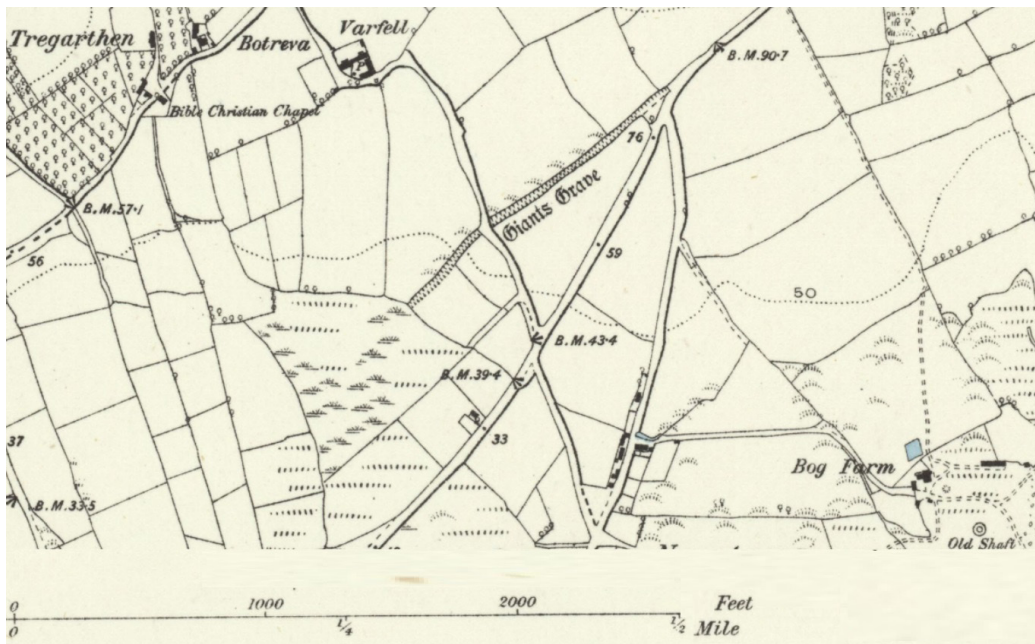 Varfell
Tregarthen
Botreva
P
B.M.90·7
Bible Christian Chapel
76
Giants Grave
B.M.57·1
59
56
50
B.M.43·4
B.M.39·4
33
37
Bog Farm
B.M.33·5
Old Shaft
0 1000 2000 Feet
0 1/4 1/2 Mile